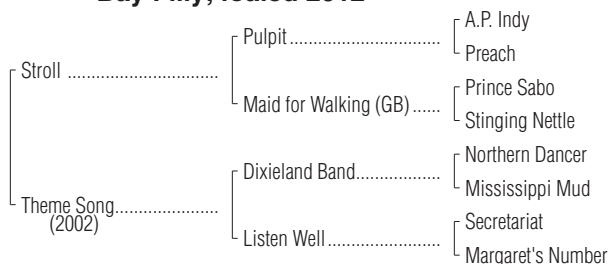 Bay Filly; foaled 2012
A.P. Indy
Pulpit
Preach
Stroll
Prince Sabo
Maid for Walking (GB)
Stinging Nettle
Northern Dancer
Dixieland Band
Mississippi Mud
Theme Song
(2002)
Secretariat
Listen Well
Margaret's Number